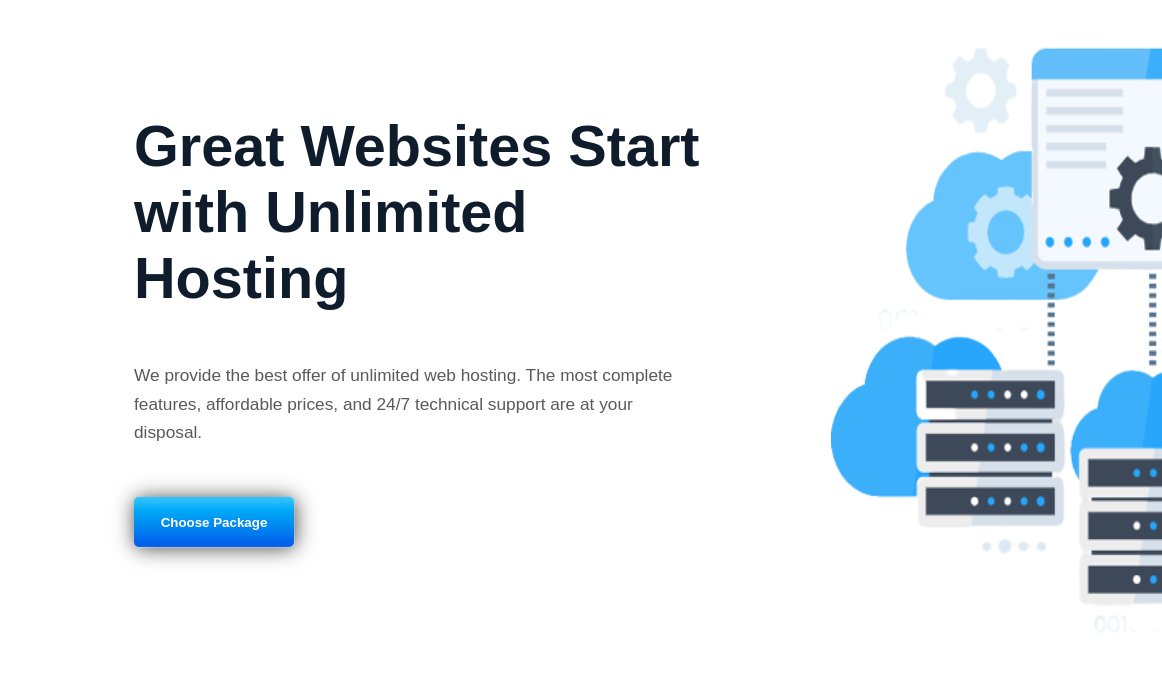 Great Websites Start
with Unlimited
Hosting
We provide the best offer of unlimited web hosting. The most complete
features, affordable prices, and 24/7 technical support are at your
disposal.
Choose Package